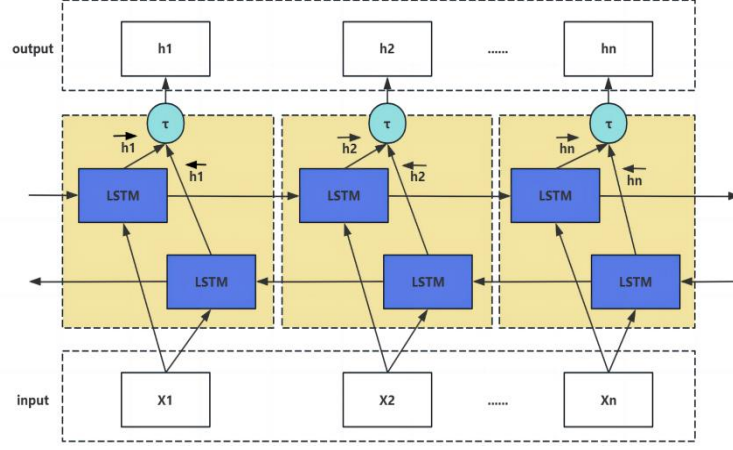 output
h1
h2
......
hn
τ
τ
τ
h1
h2
hn
h1
h2
hn
LSTM
LSTM
LSTM
LSTM
LSTM
LSTM
input
X1
X2
......
Xn